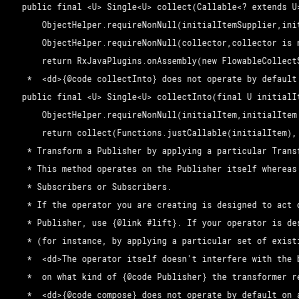 public final <U> Single<U> collect(Callable<? extends U>
ObjectHelper.requireNonNull(initialItemSupplier,init
ObjectHelper.requireNonNull(collector,collector is n
return RxJavaPlugins.onAssembly(new FlowableCollectS
*  <dd>{@code collectInto} does not operate by default
public final <U> Single<U> collectInto(final U initialIt
ObjectHelper.requireNonNull(initialItem,initialItem
return collect(Functions.justCallable(initialItem),
* Transform a Publisher by applying a particular Transf
* This method operates on the Publisher itself whereas
* Subscribers or Subscribers.
* If the operator you are creating is designed to act o
* Publisher, use {@link #lift}. If your operator is des
* (for instance, by applying a particular set of existi
*  <dd>The operator itself doesn't interfere with the b
*  on what kind of {@code Publisher} the transformer re
*  <dd>{@code compose} does not operate by default on a